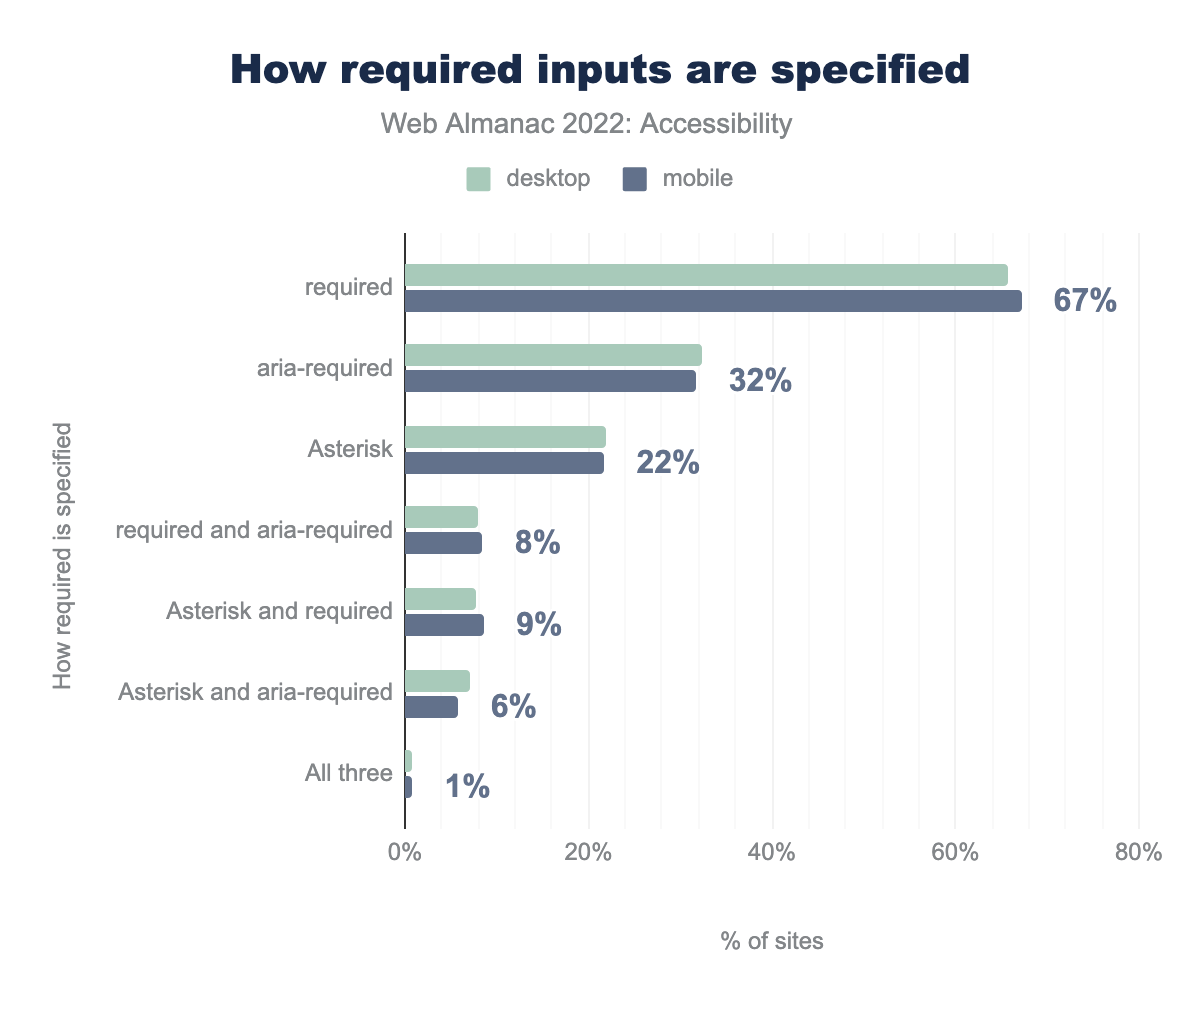 How required inputs are specified
Web Almanac 2022: Accessibility
desktop
mobile
How required is specified
required
67%
aria-required
32%
Asterisk
22%
required and aria-required
8%
Asterisk and required
9%
Asterisk and aria-required
6%
All three
1%
0%
20%
40%
60%
80%
% of sites